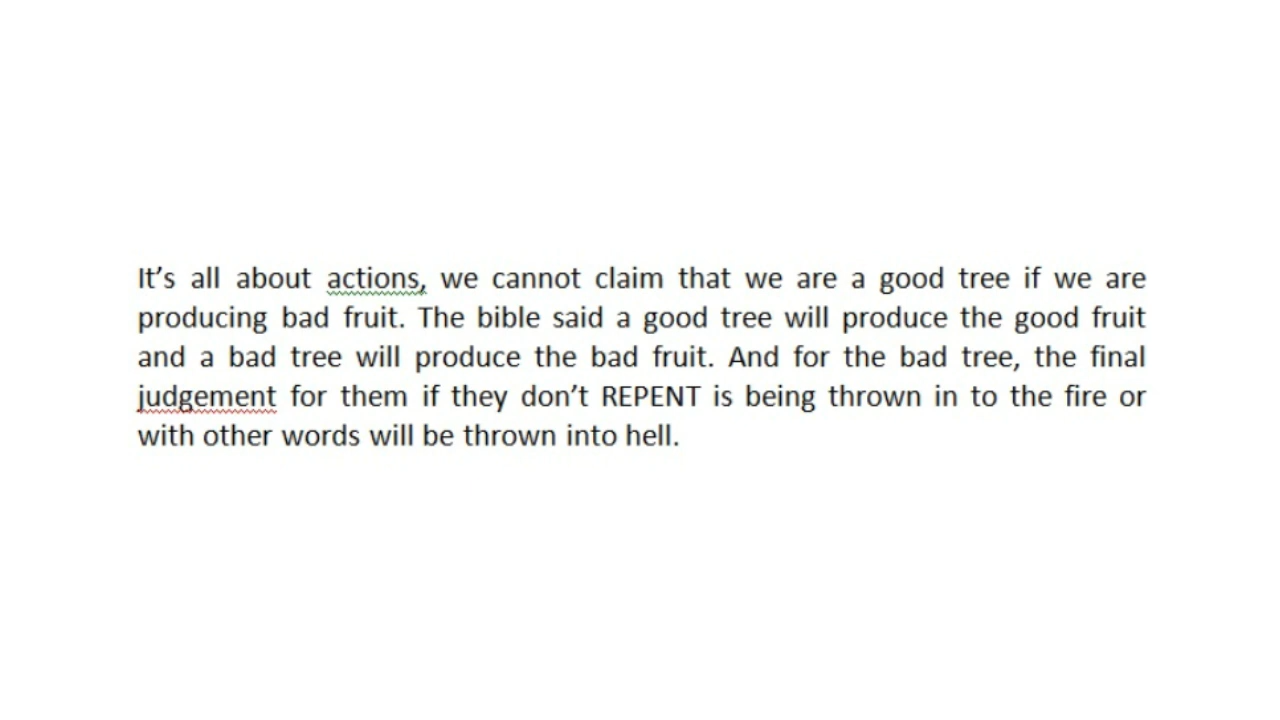 It’s all about actions, we cannot claim that we are a good tree if we are
producing bad fruit. The bible said a good tree will produce the good fruit
and a bad tree will produce the bad fruit. And for the bad tree, the final
judgement for them if they don’t REPENT is being thrown in to the fire or
with other words will be thrown into hell.